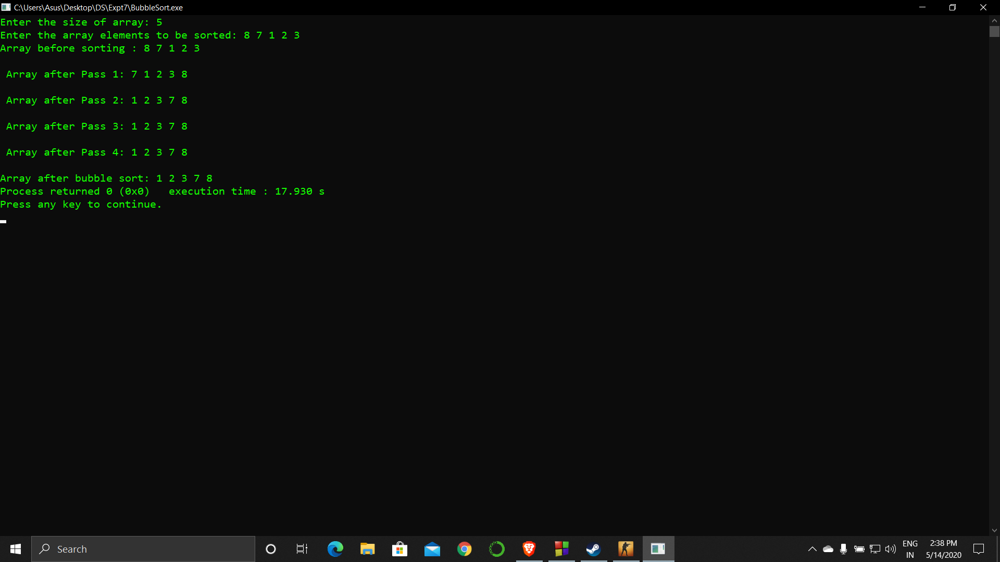 C:\Users\Asus\Desktop\DS\Expt7\BubbleSort.exe
Enter the size of array: 5
Enter the array elements to be sorted: 8 7 1 2 3
Array before sorting : 8 7 1 2 3
Array after Pass 1: 7 1 2 3 8
Array after Pass 2: 1 2 3 7 8
Array after Pass 3: 1 2 3 7 8
Array after Pass 4: 1 2 3 7 8
Array after bubble sort: 1 2 3 7 8
Process returned 0 (0x0)   execution time : 17.930 s
Press any key to continue.
Search
ENG
IN
2:38 PM
5/14/2020